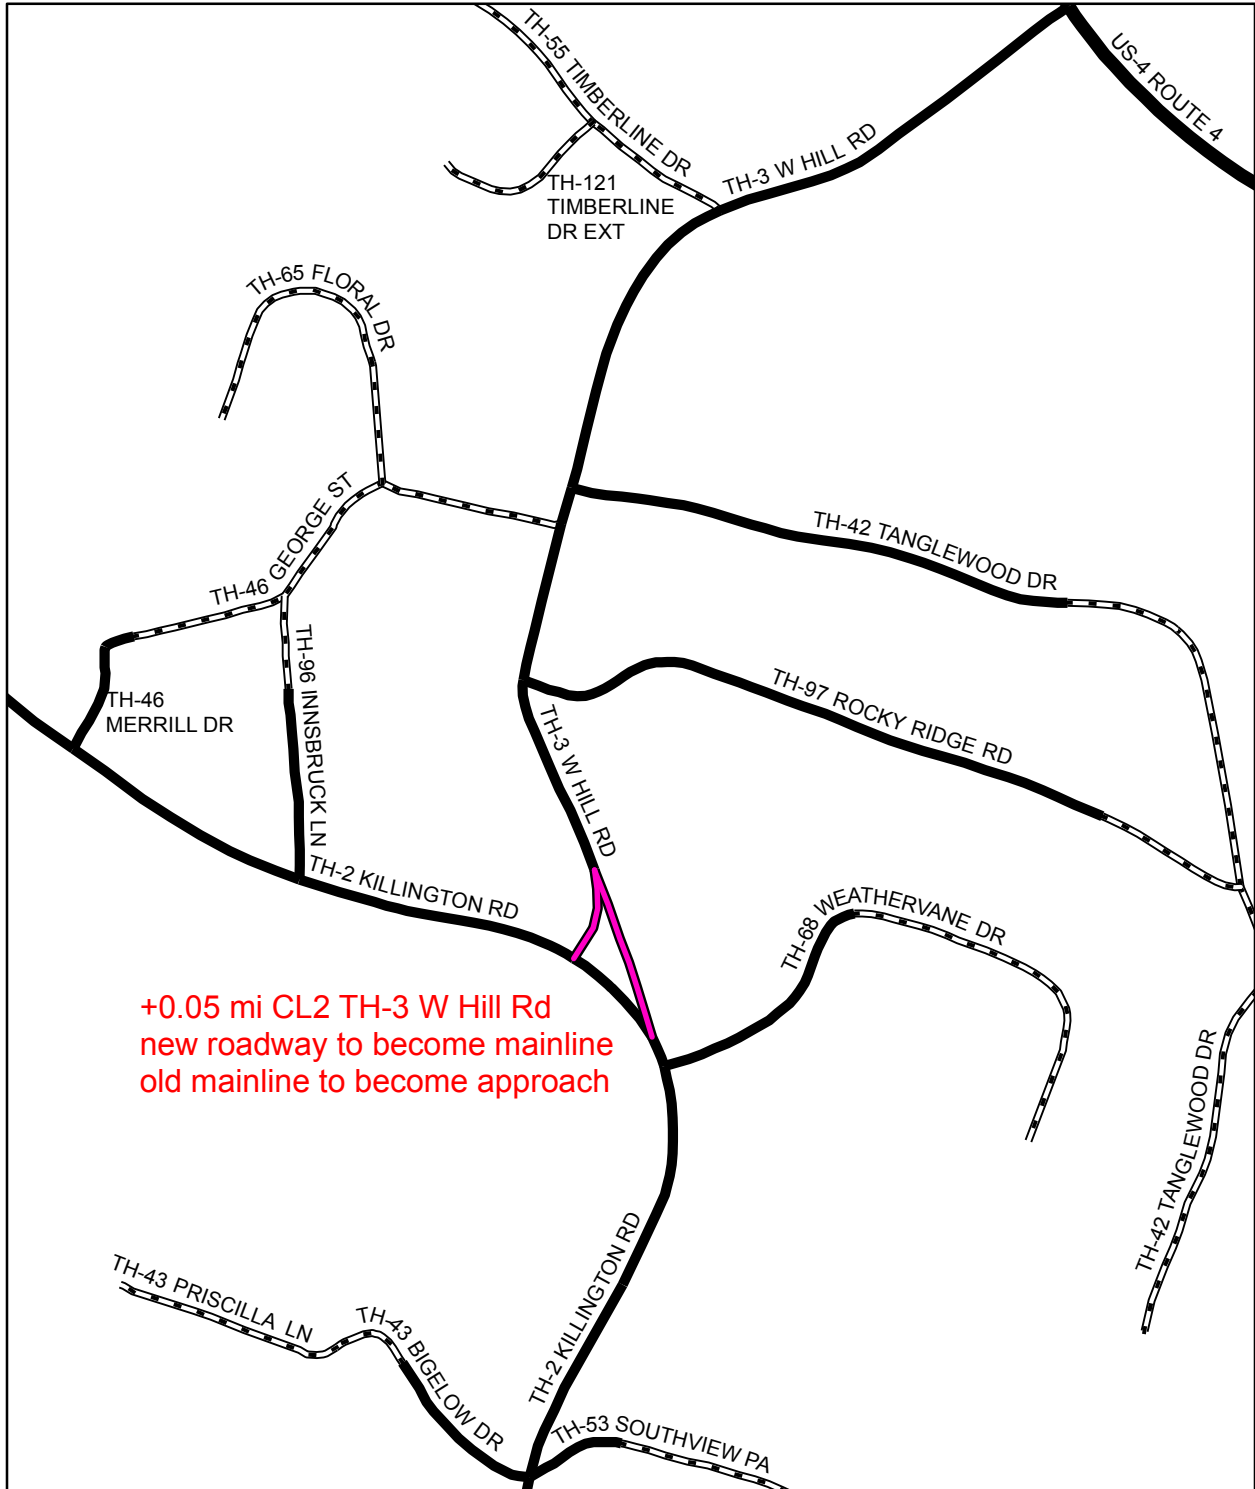 TH-55 TIMBERLINE DR
US-4 ROUTE 4
TH-3 W HILL RD
TH-121
TIMBERLINE
DR EXT
TH-65 FLORAL DR
TH-46 GEORGE ST
TH-42 TANGLEWOOD DR
TH-96 INNSBRUCK LN
TH-46
MERRILL DR
TH-3 W HILL RD
TH-97 ROCKY RIDGE RD
TH-2 KILLINGTON RD
TH-68 WEATHERVANE DR
+0.05 mi CL2 TH-3 W Hill Rd
new roadway to become mainline
old mainline to become approach
TH-42 TANGLEWOOD DR
TH-43 PRISCILLA LN
TH-43 BIGELOW DR
TH-2 KILLINGTON RD
TH-53 SOUTHVIEW PA